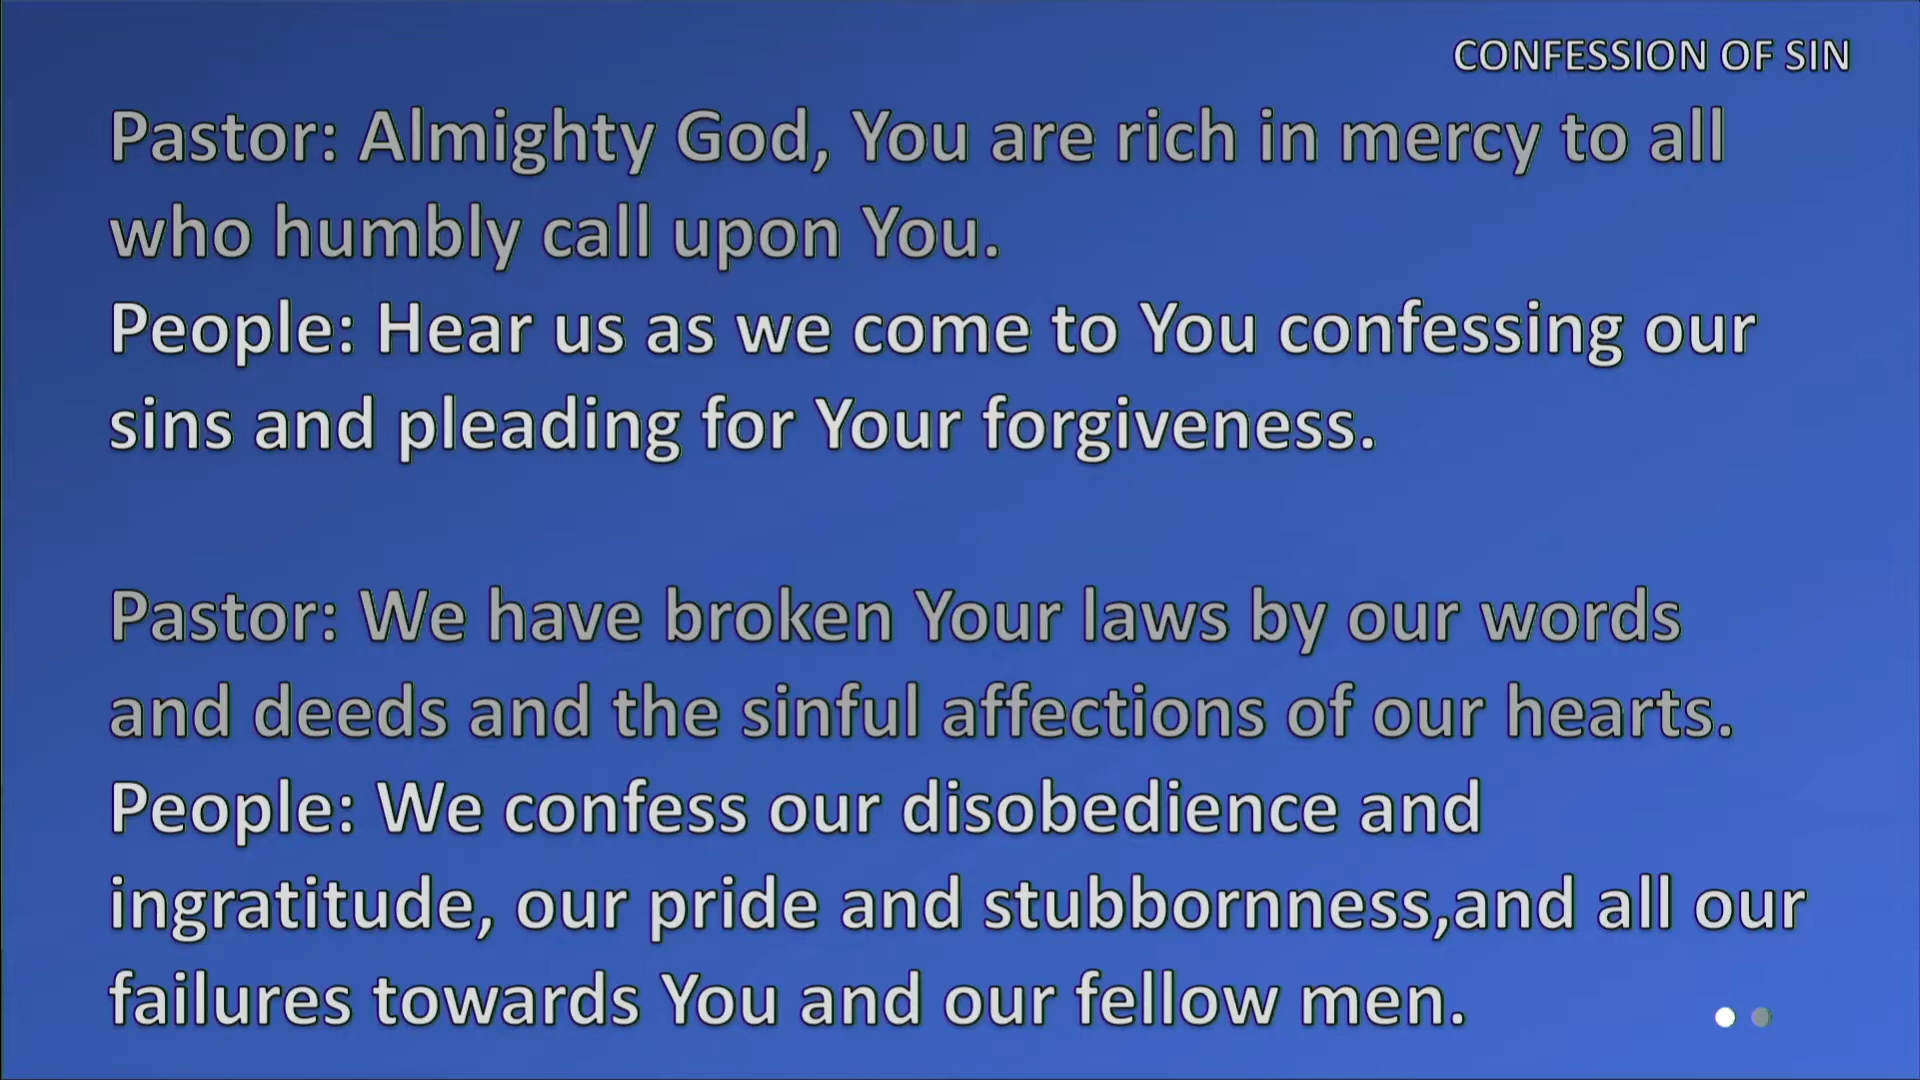 CONFESSION OF SIN
Pastor: Almighty God, You are rich in mercy to all
who humbly call upon You.
People: Hear us as we come to You confessing our
sins and pleading for Your forgiveness.
Pastor: We have broken Your laws by our words
and deeds and the sinful affections of our hearts.
People: We confess our disobedience and
ingratitude, our pride and stubbornness,and all our
failures towards You and our fellow men.